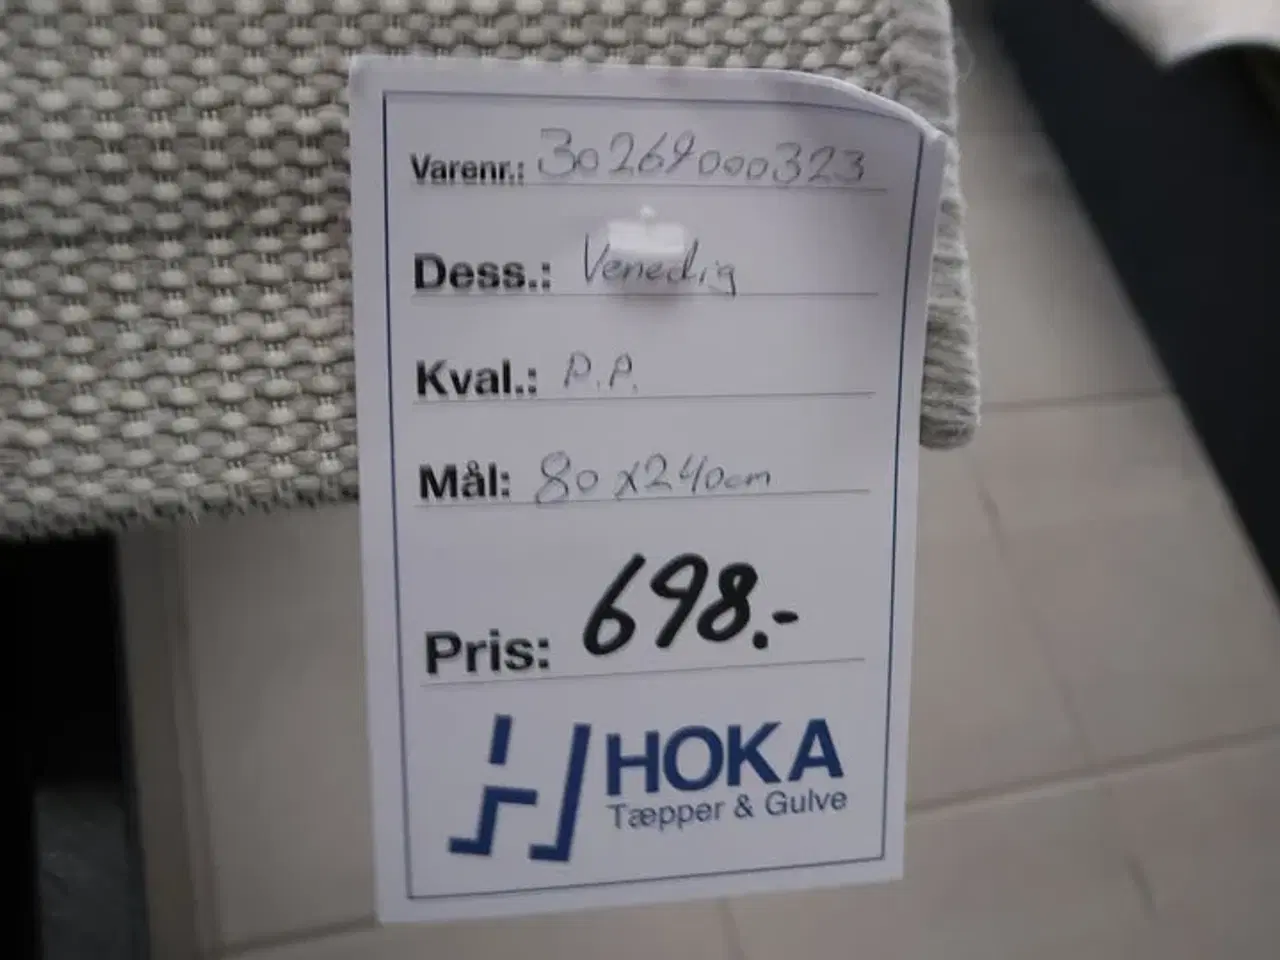 Varenr.: 30269000323
Dess.: Venedig
Kval.: P.P.
Mål: 80x240cm
Pris: 698.-
HOKA
Tæpper & Gulve